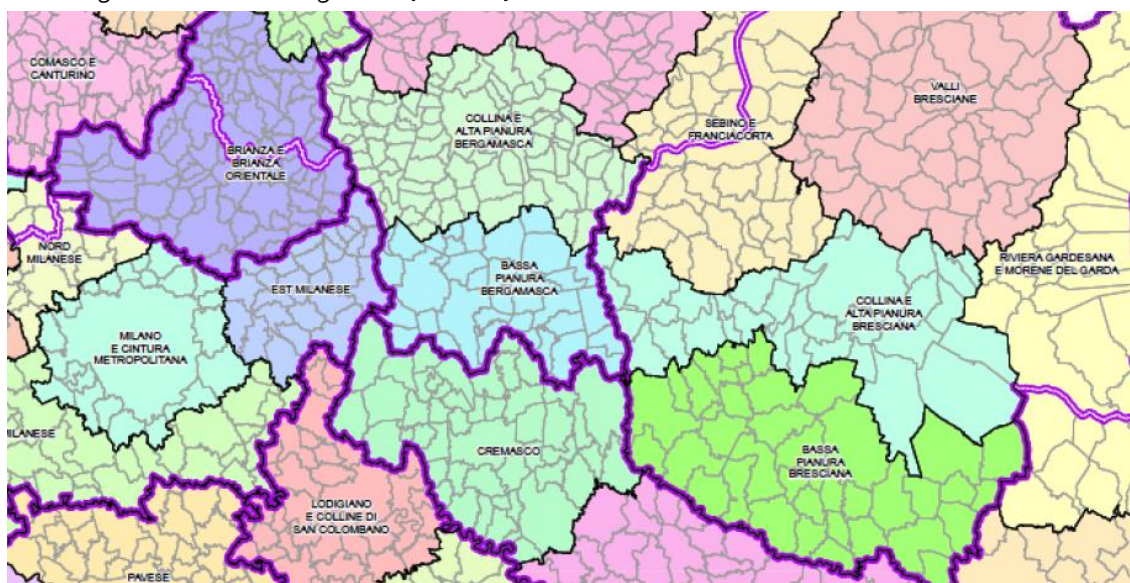 COMASCO E
CANTURINO
COLLINA E
ALTA PIANURA
BERGAMASCA
VALLI
BRESCIANE
SEBINO E
FRANCIACORTA
BRIANZA E
BRIANZA
ORIENTALE
NORD
MILANESE
EST MILANESE
BASSA
PIANURA
BERGAMASCA
RIVIERA GARDESANA
E MORENE DEL GARDA
COLLINA E
ALTA PIANURA
BRESCIANA
MILANO
E CINTURA
METROPOLITANA
MILANESE
CREMASCO
BASSA
PIANURA
BRESCIANA
LODIGIANO
E COLLINE DI
SAN COLOMBANO
PAVESE